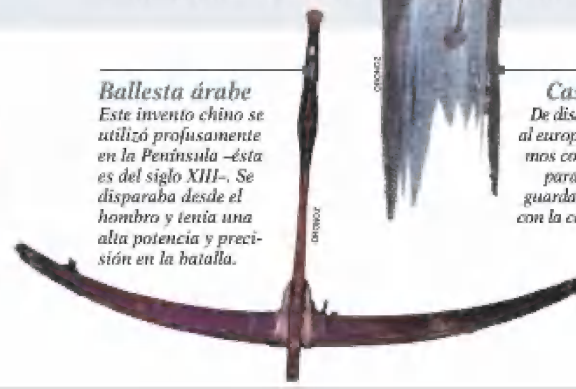 Ballesta árabe
Este invento chino se
utilizó profusamente
en la Península –ésta
es del siglo XIII–. Se
disparaba desde el
hombro y tenía una
alta potencia y preci-
sión en la batalla.
ORONOZ
ORONOZ
De dis
al europ
mos co
para
guarda
con la c